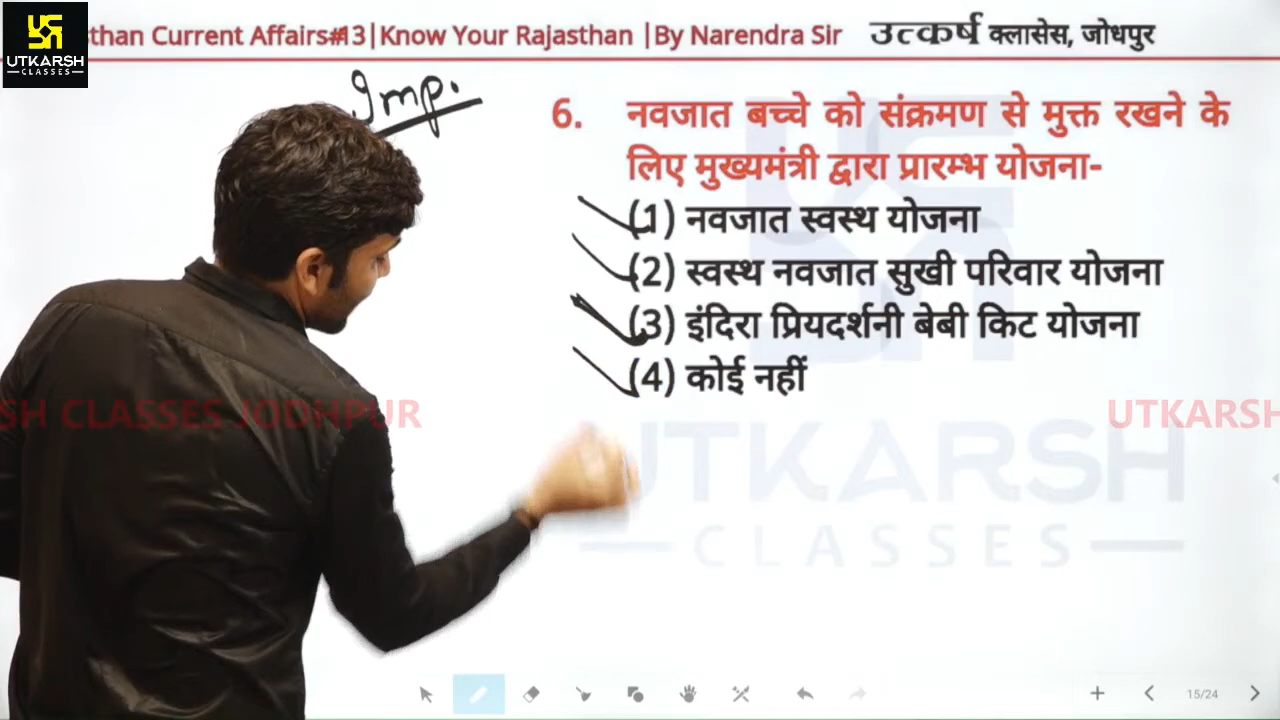 UTKARSH
CLASSES
sthan Current Affairs#13|Know Your Rajasthan |By Narendra Sir
उत्कर्ष क्लासेस, जोधपुर
Imp.
6. नवजात बच्चे को संक्रमण से मुक्त रखने के
लिए मुख्यमंत्री द्वारा प्रारम्भ योजना-
(1) नवजात स्वस्थ योजना
(2) स्वस्थ नवजात सुखी परिवार योजना
(3) इंदिरा प्रियदर्शनी बेबी किट योजना
(4) कोई नहीं
SH CLASSES JODHPUR
UTKARSH
UTKARSH
CLASSES
15/24